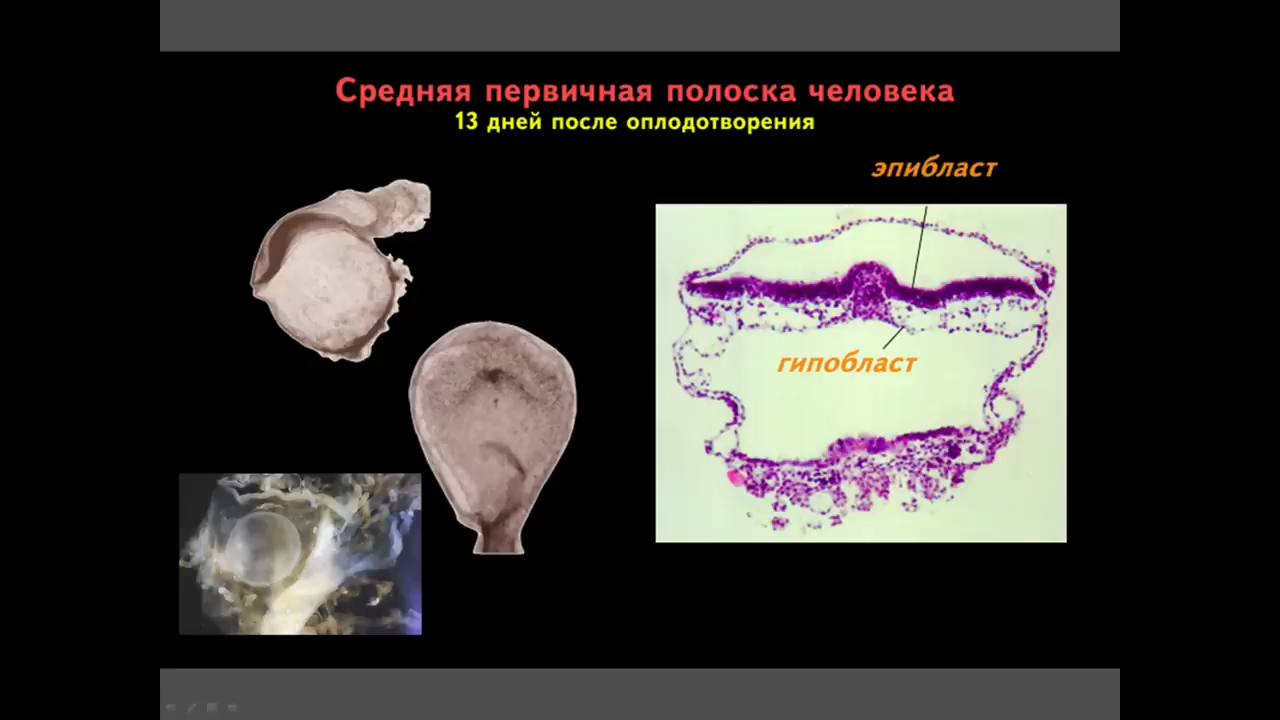 Средняя первичная полоска человека
13 дней после оплодотворения
эпибласт
гипобласт